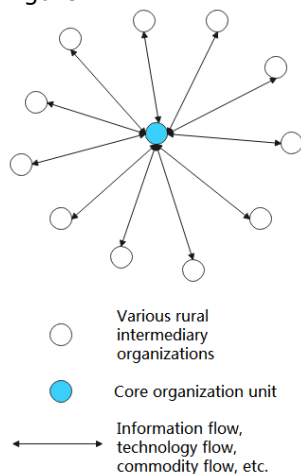 Various rural
intermediary
organizations
Core organization unit
Information flow,
technology flow,
commodity flow, etc.